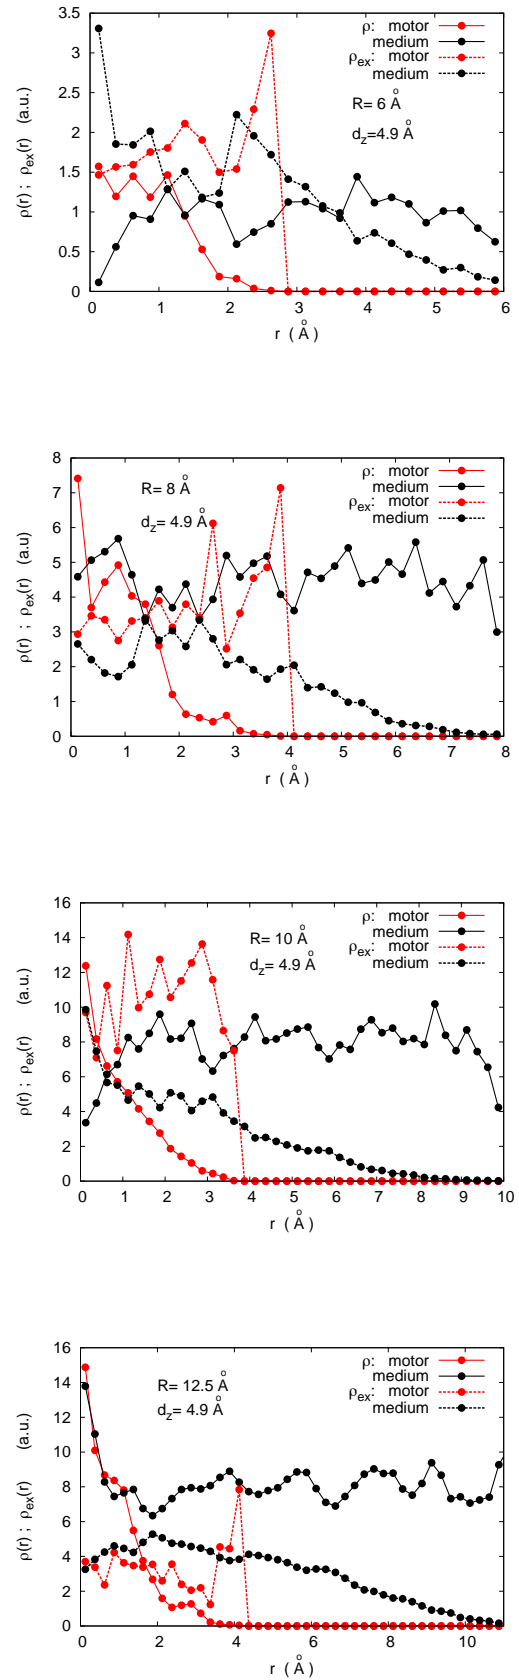 3.5
3
2.5
2
1.5
1
0.5
0
0 1 2 3 4 5 6
ρ(r) ; ρex(r) (a.u.)
r (Å)
ρ: motor
medium
ρex: motor
medium
R= 6 Å
dz=4.9 Å
8
7
6
5
4
3
2
1
0
0 1 2 3 4 5 6 7 8
ρ(r) ; ρex(r) (a.u)
r (Å)
ρ: motor
medium
ρex: motor
medium
R= 8 Å
dz= 4.9 Å
16
14
12
10
8
6
4
2
0
0 1 2 3 4 5 6 7 8 9 10
ρ(r) ; ρex(r) (a.u.)
r (Å)
ρ: motor
medium
ρex: motor
medium
R= 10 Å
dz= 4.9 Å
16
14
12
10
8
6
4
2
0
0 2 4 6 8 10
ρ(r) ; ρex(r) (a.u.)
r (Å)
ρ: motor
medium
ρex: motor
medium
R= 12.5 Å
dz= 4.9 Å